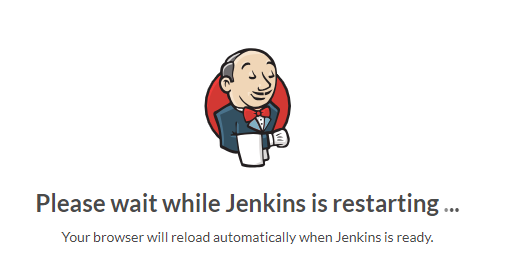 Please wait while Jenkins is restarting ...
Your browser will reload automatically when Jenkins is ready.